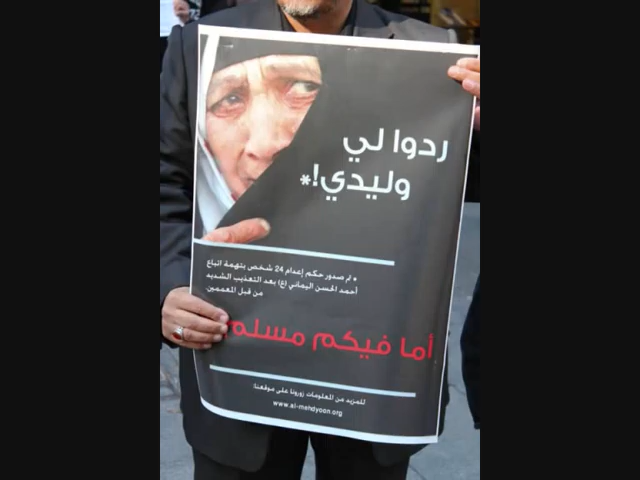 ردوا لي
وليدي!*
* تم صدور حكم إعدام 24 شخص بتهمة اتباع
أحمد الحسن اليماني (ع) بعد التعذيب الشديد
من قبل المعممين.
أما فيكم مسلم
للمزيد من المعلومات زورونا على موقعنا:
www.al-mehdyoon.org